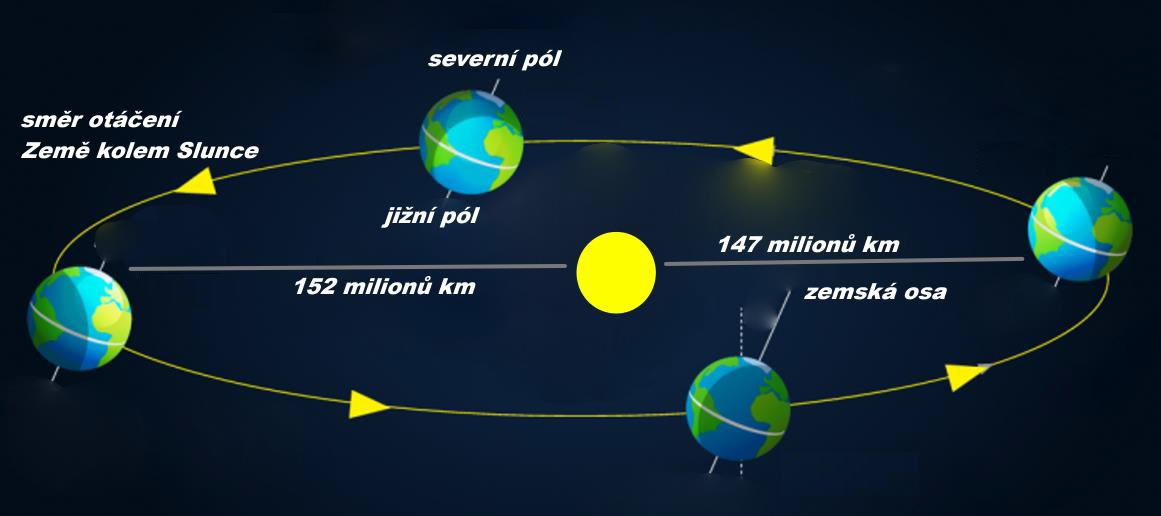 severní pól
směr otáčení
Země kolem Slunce
jižní pól
147 milionů km
152 milionů km
zemská osa